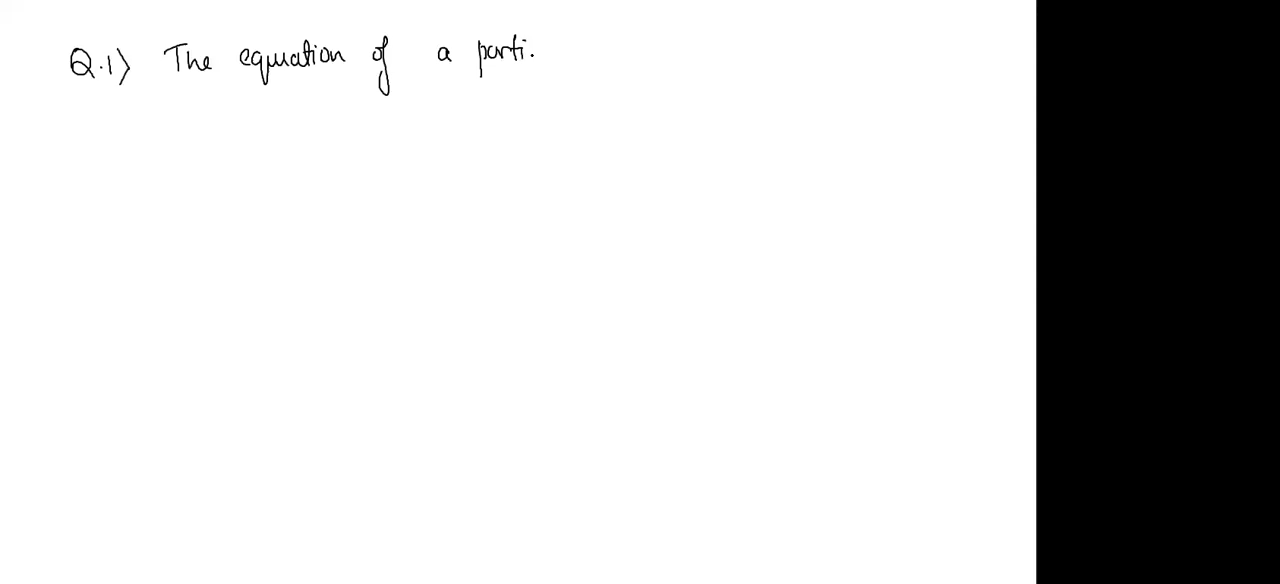 Q.1) The equation of a parti.